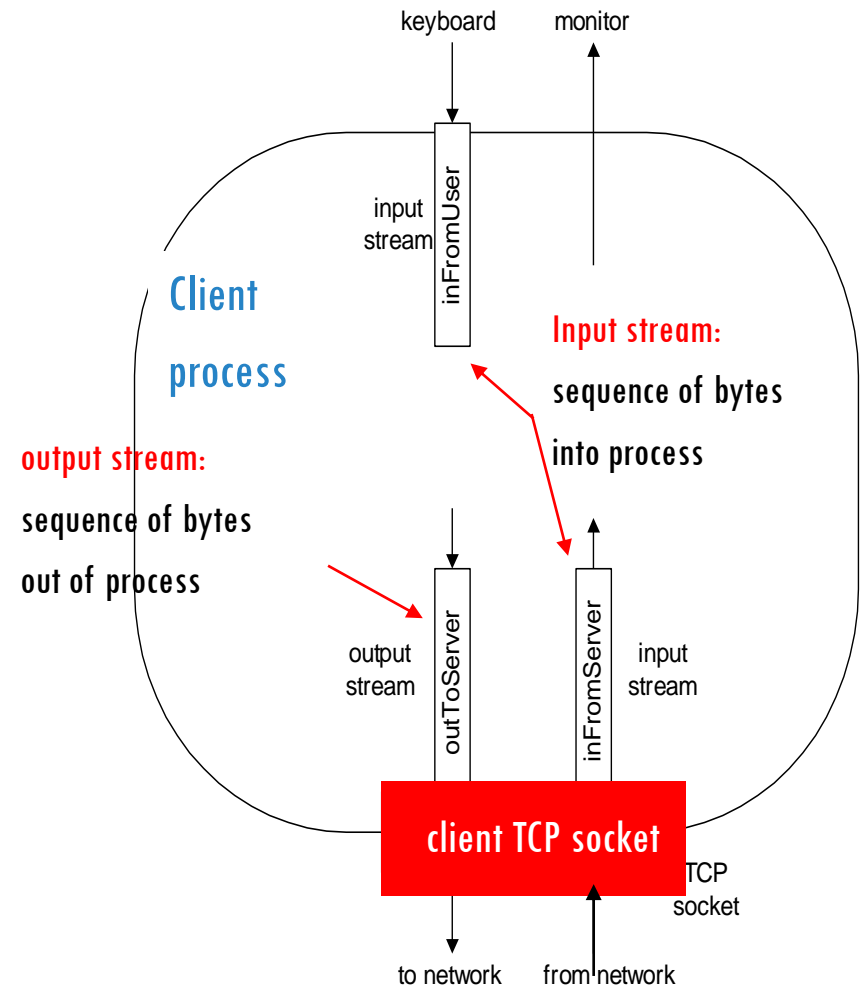 keyboard
monitor
input
stream
inFromUser
Client
process
Input stream:
sequence of bytes
into process
output stream:
sequence of bytes
out of process
output
stream
outToServer
inFromServer
input
stream
client TCP socket
TCP
socket
to network
from network